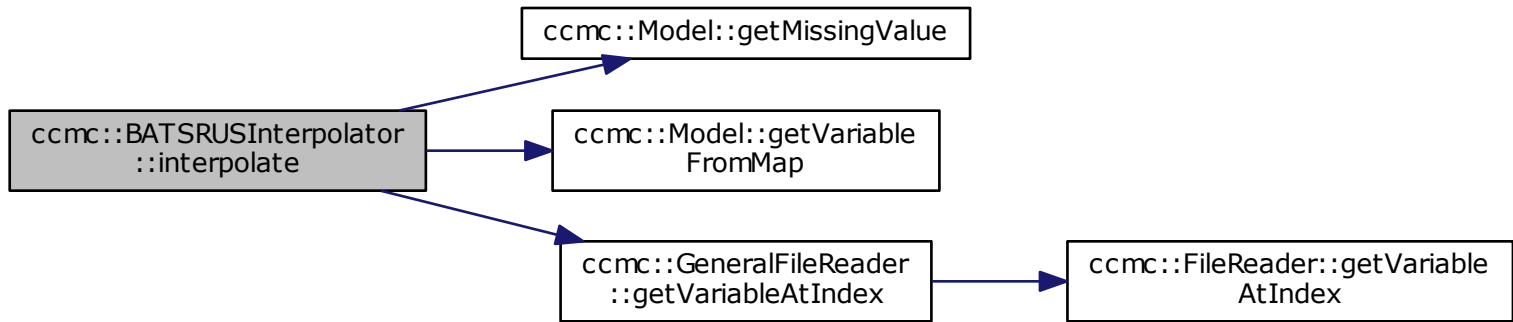 ccmc::Model::getMissingValue
ccmc::BATSRUSInterpolator
::interpolate
ccmc::Model::getVariable
FromMap
ccmc::GeneralFileReader
::getVariableAtIndex
ccmc::FileReader::getVariable
AtIndex